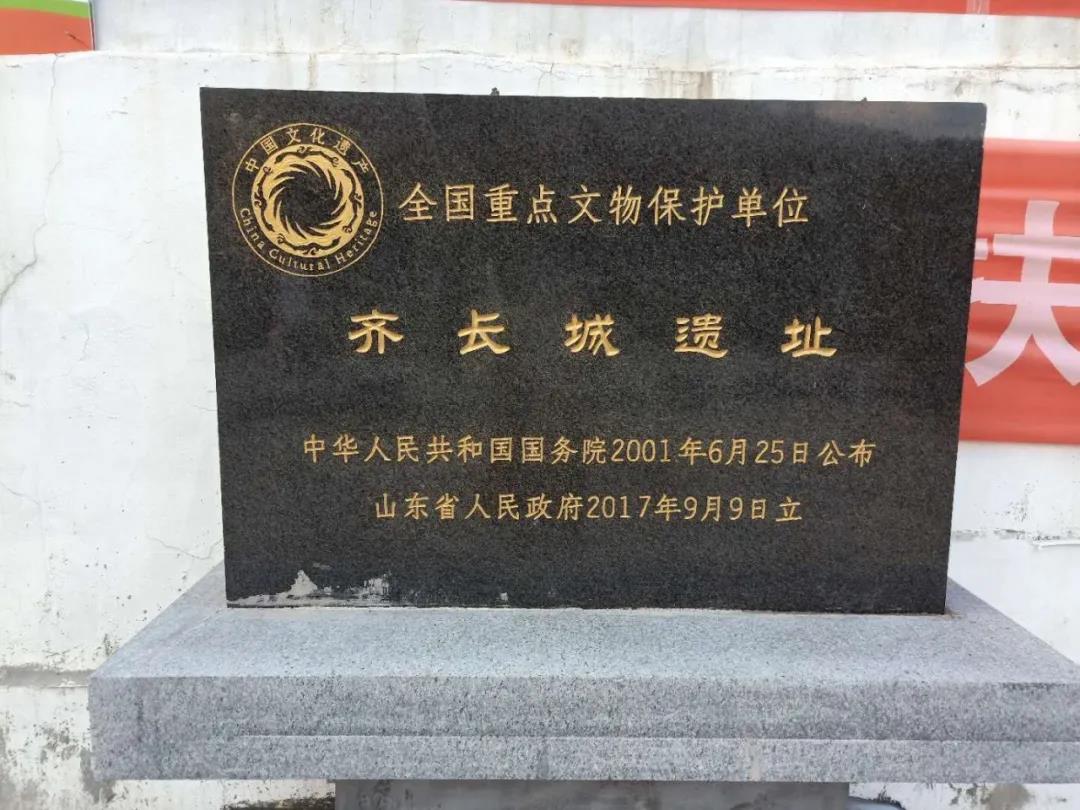 中国文化遗产
China Cultural Heritage
全国重点文物保护单位
齐长城遗址
中华人民共和国国务院2001年6月25日公布
山东省人民政府2017年9月9日立